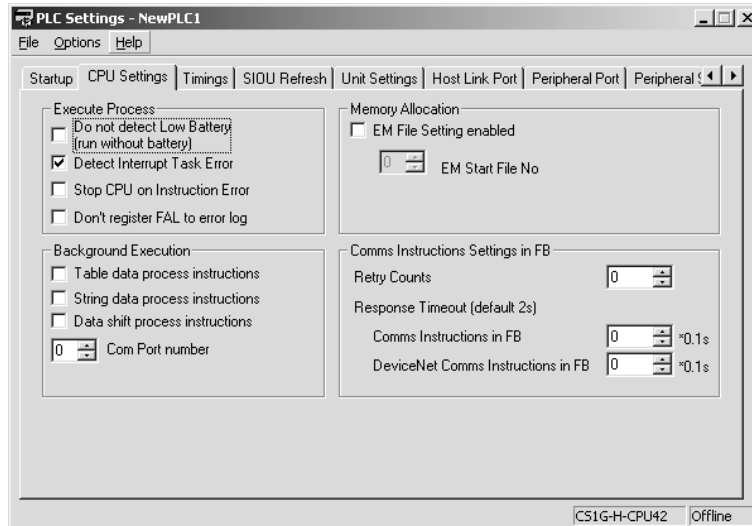 PLC Settings - NewPLC1
File Options Help
Startup CPU Settings Timings SIOU Refresh Unit Settings Host Link Port Peripheral Port Peripheral
Execute Process
Do not detect Low Battery
(run without battery)
Detect Interrupt Task Error
Stop CPU on Instruction Error
Don't register FAL to error log
Memory Allocation
EM File Setting enabled
0 EM Start File No
Background Execution
Table data process instructions
String data process instructions
Data shift process instructions
0 Com Port number
Comms Instructions Settings in FB
Retry Counts 0
Response Timeout (default 2s)
Comms Instructions in FB 0 *0.1s
DeviceNet Comms Instructions in FB 0 *0.1s
CS1G-H-CPU42 Offline